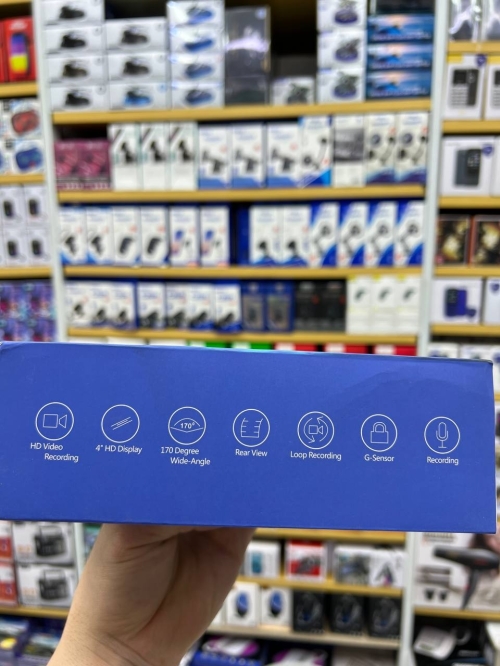 170°
HD Video
Recording
4" HD Display
170 Degree
Wide-Angle
Rear View
Loop Recording
G-Sensor
Recording